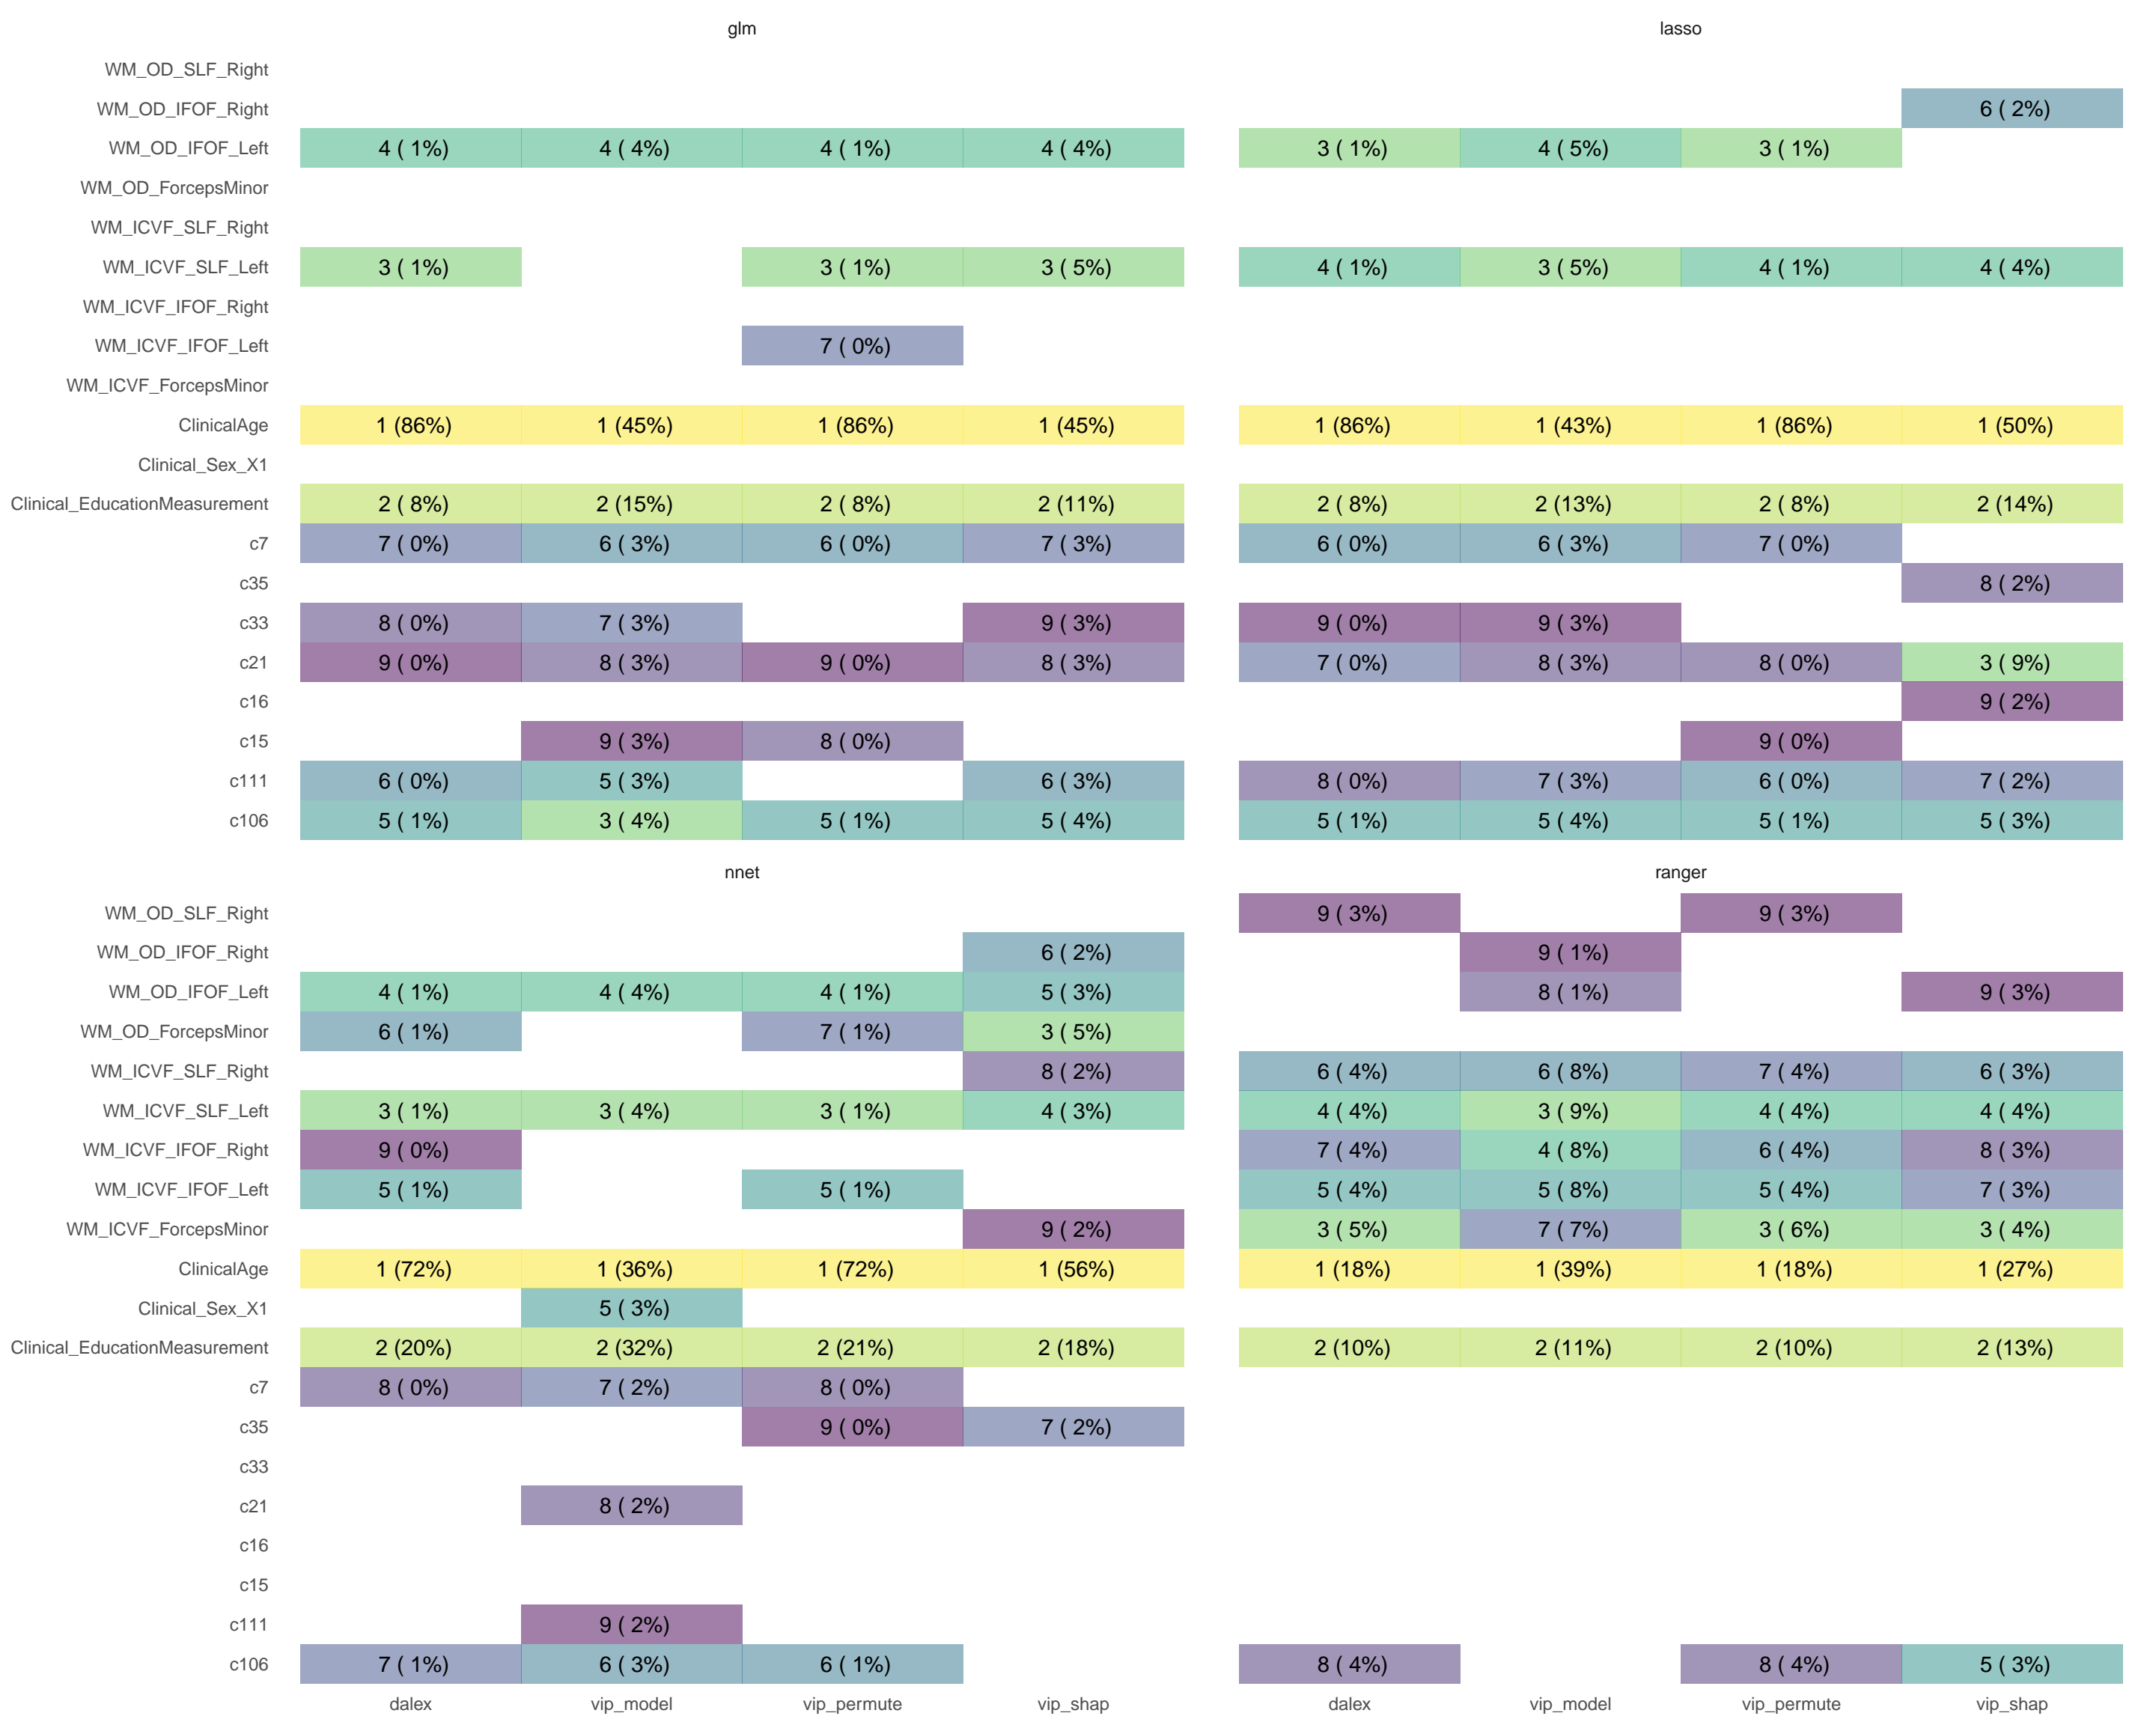 glm lasso
WM_OD_SLF_Right
WM_OD_IFOF_Right 6 ( 2%)
WM_OD_IFOF_Left 4 ( 1%) 4 ( 4%) 4 ( 1%) 4 ( 4%) 3 ( 1%) 4 ( 5%) 3 ( 1%)
WM_OD_ForcepsMinor
WM_ICVF_SLF_Right
WM_ICVF_SLF_Left 3 ( 1%) 3 ( 1%) 3 ( 5%) 4 ( 1%) 3 ( 5%) 4 ( 1%) 4 ( 4%)
WM_ICVF_IFOF_Right
WM_ICVF_IFOF_Left 7 ( 0%)
WM_ICVF_ForcepsMinor
ClinicalAge 1 (86%) 1 (45%) 1 (86%) 1 (45%) 1 (86%) 1 (43%) 1 (86%) 1 (50%)
Clinical_Sex_X1
Clinical_EducationMeasurement 2 ( 8%) 2 (15%) 2 ( 8%) 2 (11%) 2 ( 8%) 2 (13%) 2 ( 8%) 2 (14%)
c7 7 ( 0%) 6 ( 3%) 6 ( 0%) 7 ( 3%) 6 ( 0%) 6 ( 3%) 7 ( 0%)
c35 8 ( 2%)
c33 8 ( 0%) 7 ( 3%) 9 ( 3%) 9 ( 0%) 9 ( 3%)
c21 9 ( 0%) 8 ( 3%) 9 ( 0%) 8 ( 3%) 7 ( 0%) 8 ( 3%) 8 ( 0%) 3 ( 9%)
c16 9 ( 2%)
c15 9 ( 3%) 8 ( 0%) 9 ( 0%)
c111 6 ( 0%) 5 ( 3%) 6 ( 3%) 8 ( 0%) 7 ( 3%) 6 ( 0%) 7 ( 2%)
c106 5 ( 1%) 3 ( 4%) 5 ( 1%) 5 ( 4%) 5 ( 1%) 5 ( 4%) 5 ( 1%) 5 ( 3%)
nnet ranger
WM_OD_SLF_Right 9 ( 3%) 9 ( 3%)
WM_OD_IFOF_Right 6 ( 2%) 9 ( 1%)
WM_OD_IFOF_Left 4 ( 1%) 4 ( 4%) 4 ( 1%) 5 ( 3%) 8 ( 1%) 9 ( 3%)
WM_OD_ForcepsMinor 6 ( 1%) 7 ( 1%) 3 ( 5%)
WM_ICVF_SLF_Right 8 ( 2%) 6 ( 4%) 6 ( 8%) 7 ( 4%) 6 ( 3%)
WM_ICVF_SLF_Left 3 ( 1%) 3 ( 4%) 3 ( 1%) 4 ( 3%) 4 ( 4%) 3 ( 9%) 4 ( 4%) 4 ( 4%)
WM_ICVF_IFOF_Right 9 ( 0%) 7 ( 4%) 4 ( 8%) 6 ( 4%) 8 ( 3%)
WM_ICVF_IFOF_Left 5 ( 1%) 5 ( 1%) 5 ( 4%) 5 ( 8%) 5 ( 4%) 7 ( 3%)
WM_ICVF_ForcepsMinor 9 ( 2%) 3 ( 5%) 7 ( 7%) 3 ( 6%) 3 ( 4%)
ClinicalAge 1 (72%) 1 (36%) 1 (72%) 1 (56%) 1 (18%) 1 (39%) 1 (18%) 1 (27%)
Clinical_Sex_X1 5 ( 3%)
Clinical_EducationMeasurement 2 (20%) 2 (32%) 2 (21%) 2 (18%) 2 (10%) 2 (11%) 2 (10%) 2 (13%)
c7 8 ( 0%) 7 ( 2%) 8 ( 0%)
c35 9 ( 0%) 7 ( 2%)
c33
c21 8 ( 2%)
c16
c15
c111 9 ( 2%)
c106 7 ( 1%) 6 ( 3%) 6 ( 1%) 8 ( 4%) 8 ( 4%) 5 ( 3%)
dalex vip_model vip_permute vip_shap dalex vip_model vip_permute vip_shap